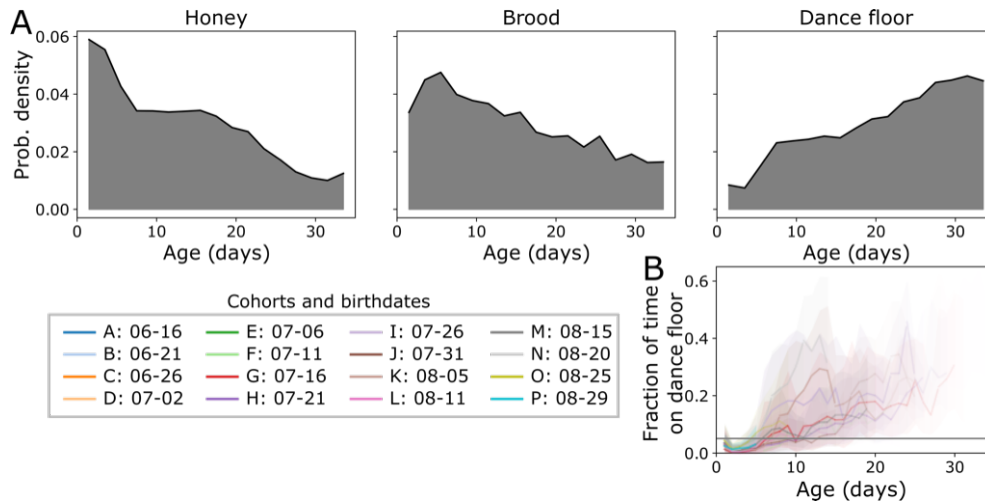 A
Honey
Brood
Dance floor
Prob. density
0.06
0.04
0.02
0.00
0 10 20 30
0 10 20 30
0 10 20 30
Age (days)
Age (days)
Age (days)
Cohorts and birthdates
A: 06-16 E: 07-06 I: 07-26 M: 08-15
B: 06-21 F: 07-11 J: 07-31 N: 08-20
C: 06-26 G: 07-16 K: 08-05 O: 08-25
D: 07-02 H: 07-21 L: 08-11 P: 08-29
B
Fraction of time
on dance floor
0.6
0.4
0.2
0.0
0 10 20 30
Age (days)